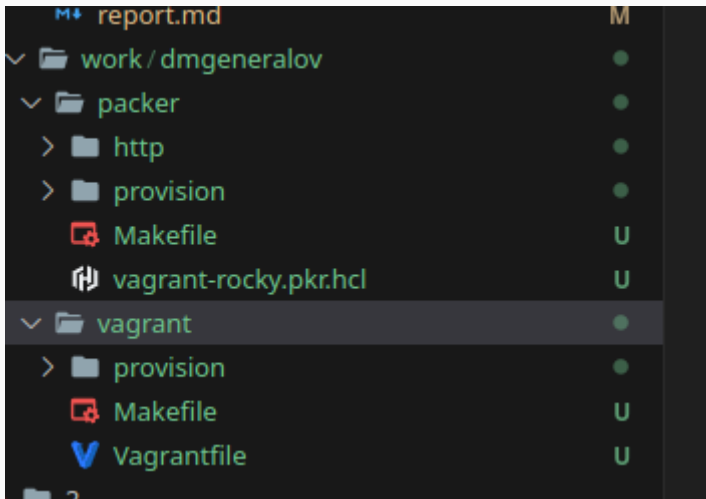 report.md M
work/dmgeneralov
packer
http
provision
Makefile U
vagrant-rocky.pkr.hcl U
vagrant
provision
Makefile U
Vagrantfile U